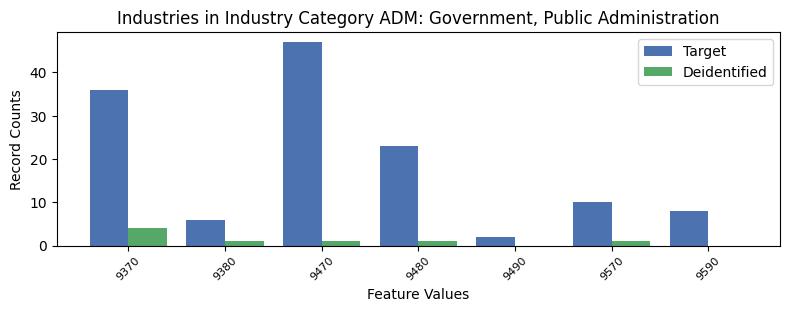 Industries in Industry Category ADM: Government, Public Administration
Target
Deidentified
Record Counts
40
30
20
10
0
9370
9380
9470
9480
9490
9570
9590
Feature Values